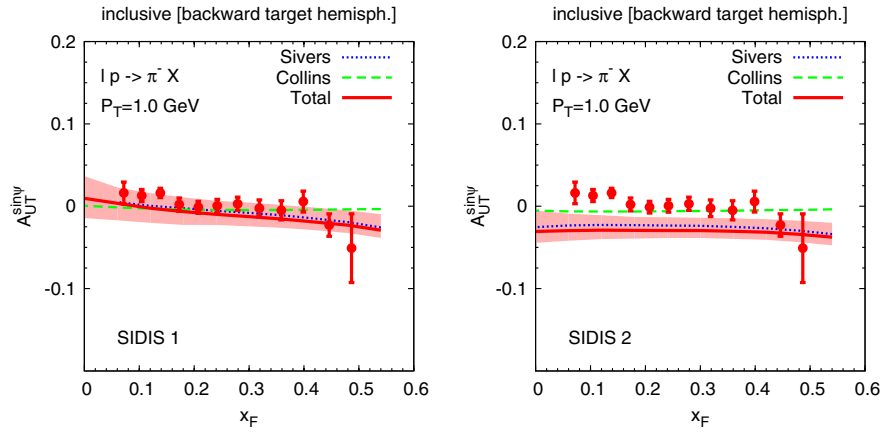 inclusive [backward target hemisph.]
0.2
0.1
0
-0.1
0 0.1 0.2 0.3 0.4 0.5 0.6
A_UT^sinψ
x_F
l p -> π⁻ X
P_T=1.0 GeV
Sivers
Collins
Total
SIDIS 1
inclusive [backward target hemisph.]
0.2
0.1
0
-0.1
0 0.1 0.2 0.3 0.4 0.5 0.6
A_UT^sinψ
x_F
l p -> π⁻ X
P_T=1.0 GeV
Sivers
Collins
Total
SIDIS 2